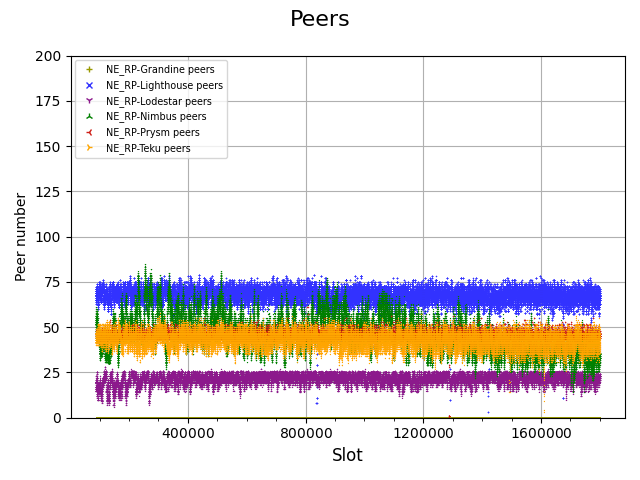 Peers
200
175
150
125
100
75
50
25
0
Peer number
NE_RP-Grandine peers
NE_RP-Lighthouse peers
NE_RP-Lodestar peers
NE_RP-Nimbus peers
NE_RP-Prysm peers
NE_RP-Teku peers
400000 800000 1200000 1600000
Slot